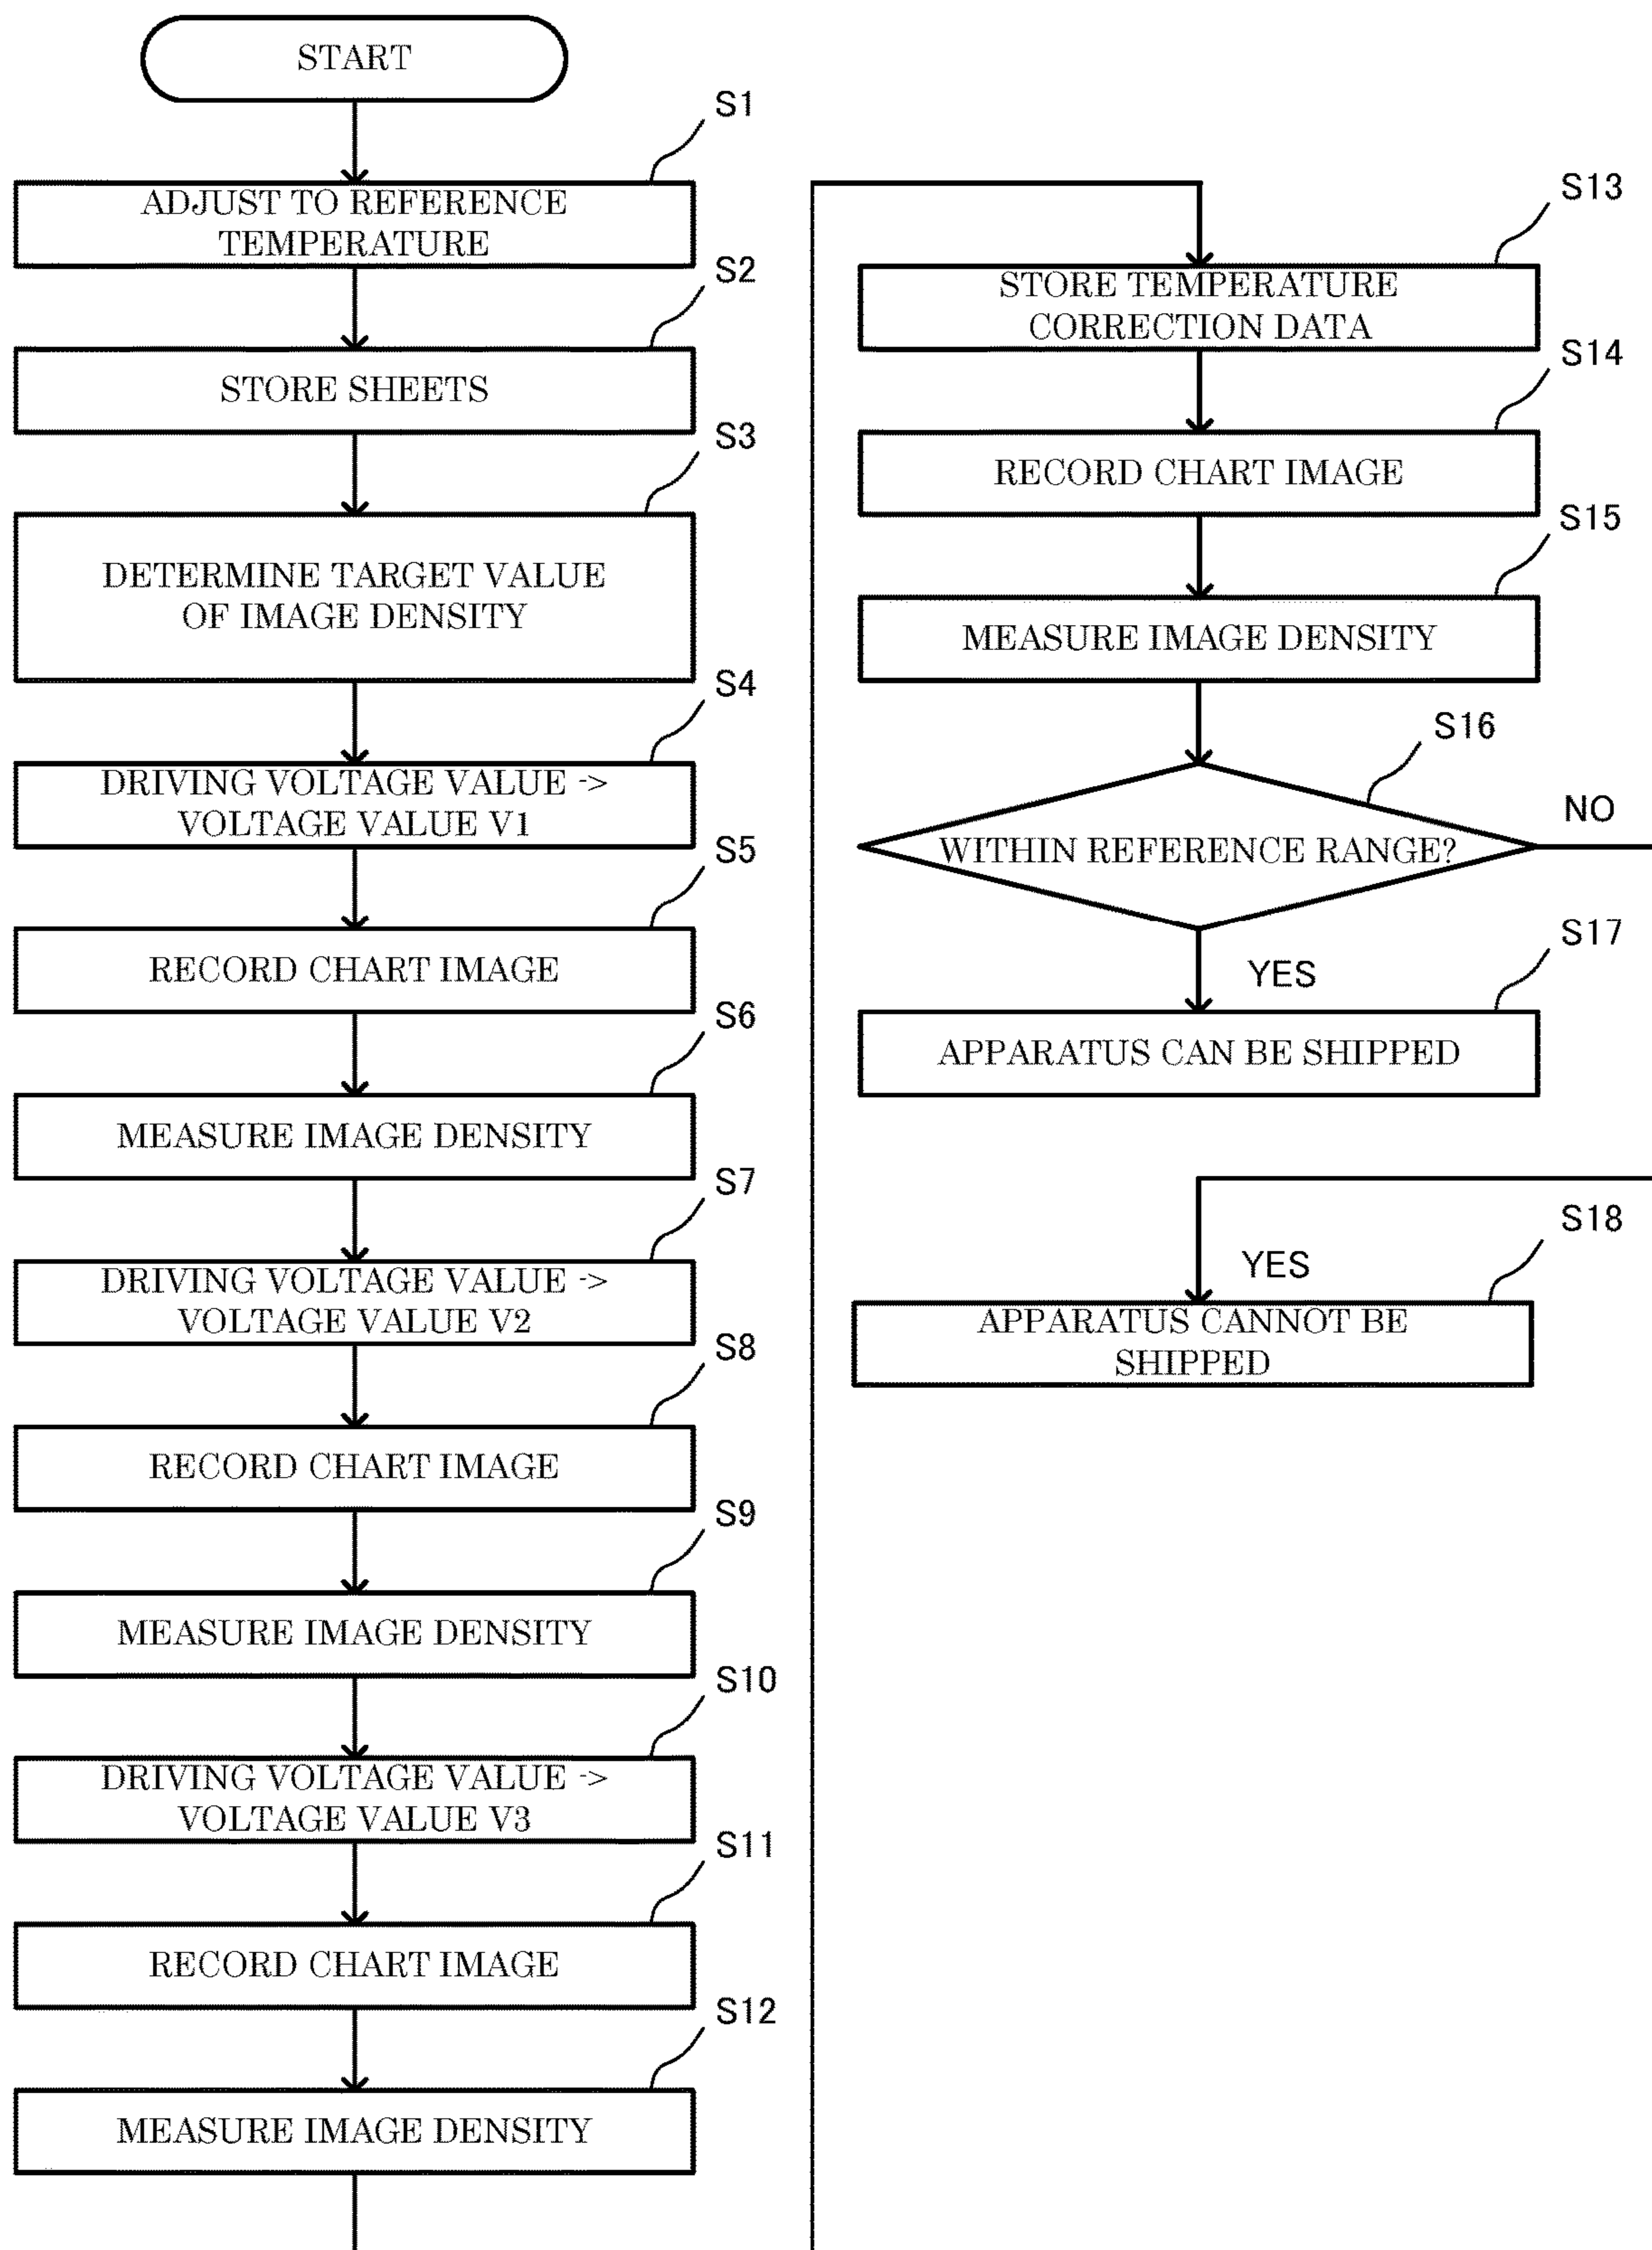 START
S1
ADJUST TO REFERENCE
TEMPERATURE
S2
STORE SHEETS
S3
DETERMINE TARGET VALUE
OF IMAGE DENSITY
S4
DRIVING VOLTAGE VALUE ->
VOLTAGE VALUE V1
S5
RECORD CHART IMAGE
S6
MEASURE IMAGE DENSITY
S7
DRIVING VOLTAGE VALUE ->
VOLTAGE VALUE V2
S8
RECORD CHART IMAGE
S9
MEASURE IMAGE DENSITY
S10
DRIVING VOLTAGE VALUE ->
VOLTAGE VALUE V3
S11
RECORD CHART IMAGE
S12
MEASURE IMAGE DENSITY
S13
STORE TEMPERATURE
CORRECTION DATA
S14
RECORD CHART IMAGE
S15
MEASURE IMAGE DENSITY
S16
NO
WITHIN REFERENCE RANGE?
S17
YES
APPARATUS CAN BE SHIPPED
S18
YES
APPARATUS CANNOT BE
SHIPPED